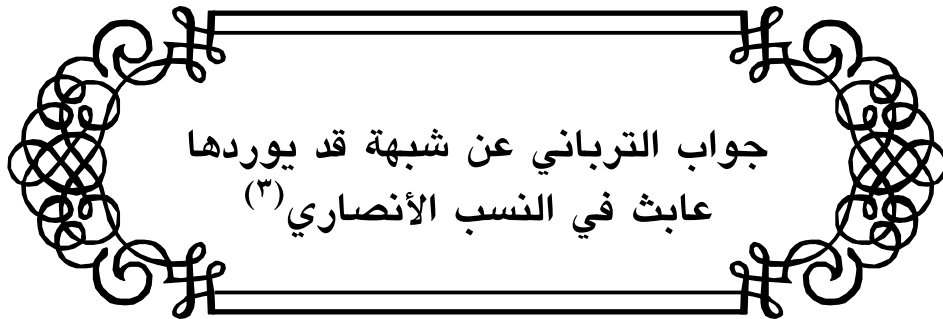 جواب الترباني عن شبهة قد يوردها
عابث في النسب الأنصاري(٣)